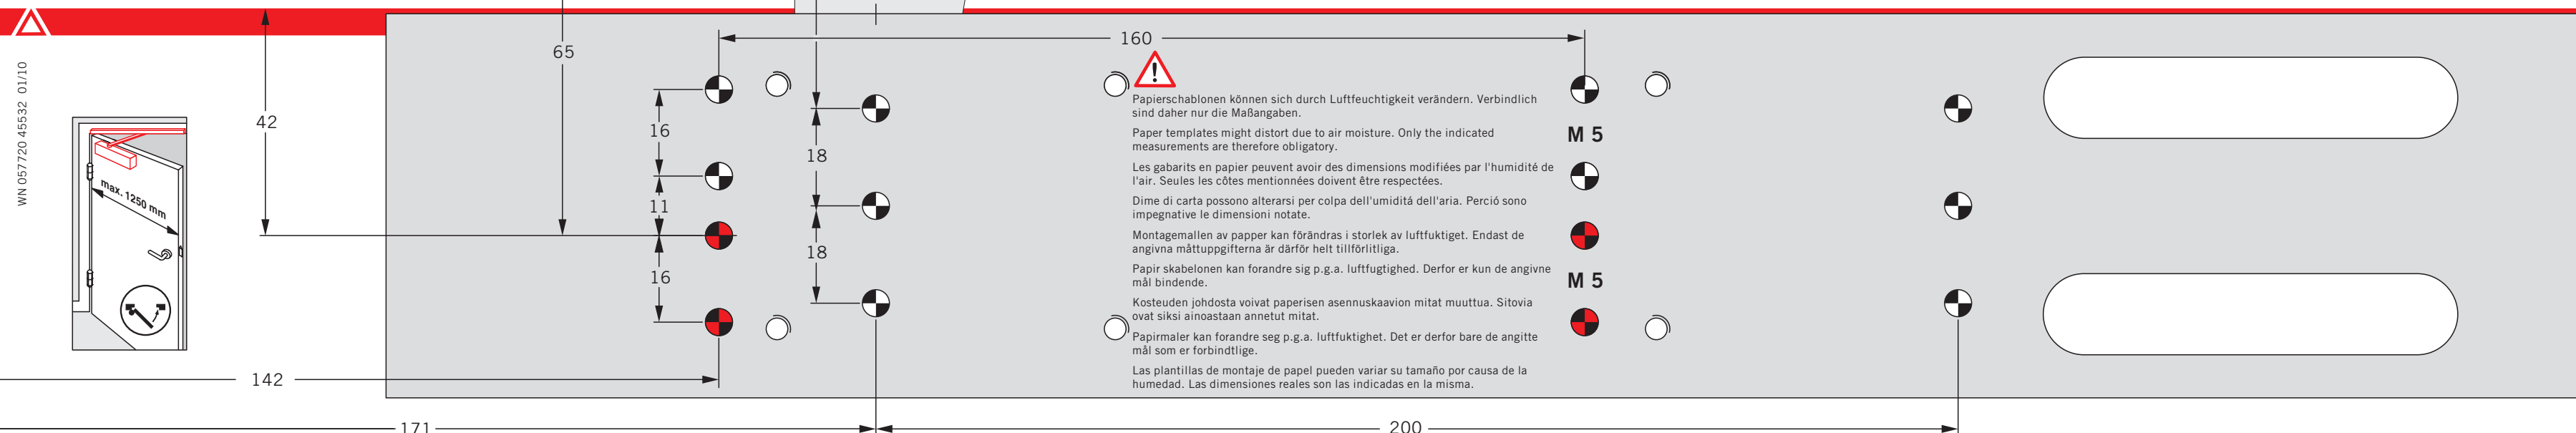 WN 057720 45532 01/10
max. 1250 mm
42
65
142
171
16
11
16
18
18
160
200
M 5
M 5
Papierschablonen können sich durch Luftfeuchtigkeit verändern. Verbindlich
sind daher nur die Maßangaben.
Paper templates might distort due to air moisture. Only the indicated
measurements are therefore obligatory.
Les gabarits en papier peuvent avoir des dimensions modifiées par l'humidité de
l'air. Seules les côtes mentionnées doivent être respectées.
Dime di carta possono alterarsi per colpa dell'umiditá dell'aria. Perció sono
impegnative le dimensioni notate.
Montagemallen av papper kan förändras i storlek av luftfuktiget. Endast de
angivna måttuppgifterna är därför helt tillförlitliga.
Papir skabelonen kan forandre sig p.g.a. luftfugtighed. Derfor er kun de angivne
mål bindende.
Kosteuden johdosta voivat paperisen asennuskaavion mitat muuttua. Sitovia
ovat siksi ainoastaan annetut mitat.
Papirmaler kan forandre seg p.g.a. luftfuktighet. Det er derfor bare de angitte
mål som er forbindtlige.
Las plantillas de montaje de papel pueden variar su tamaño por causa de la
humedad. Las dimensiones reales son las indicadas en la misma.